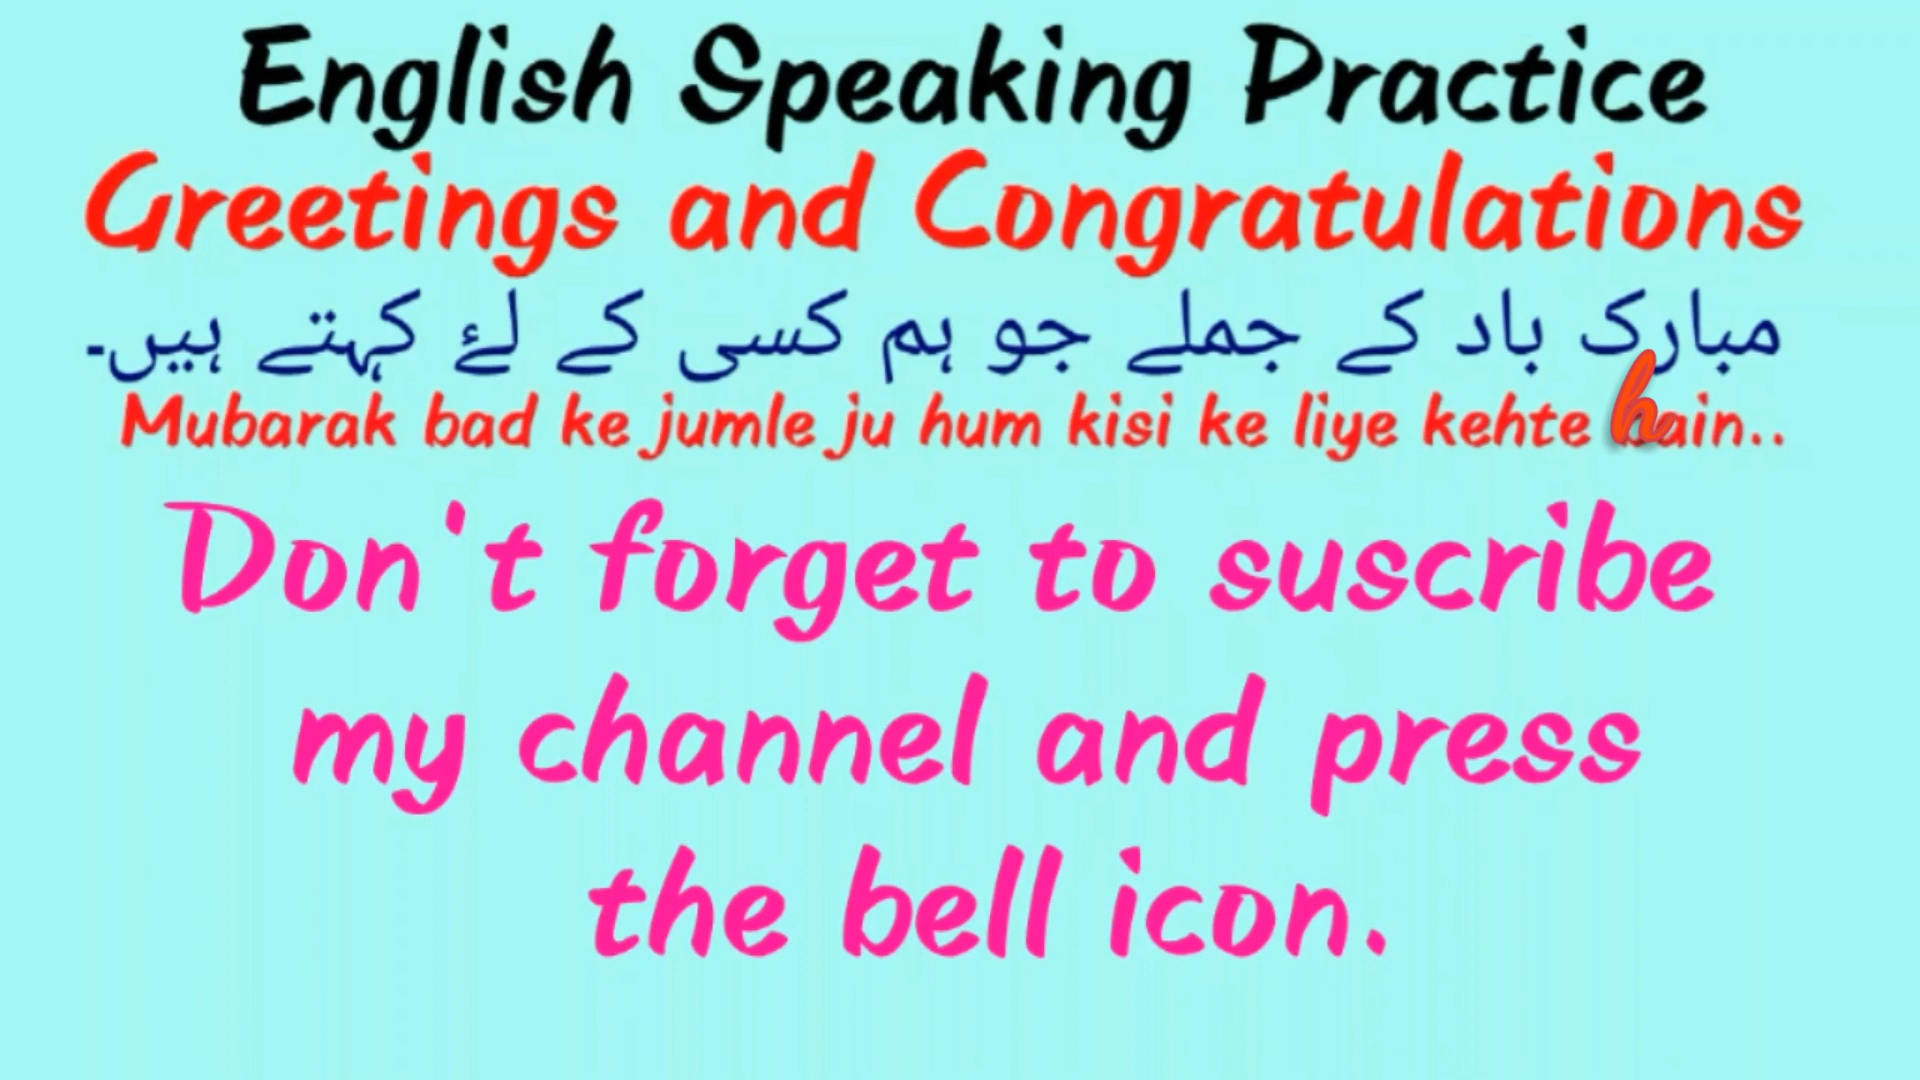 English Speaking Practice
Greetings and Congratulations
مبارک باد کے جملے جو ہم کسی کے لۓ کہتے ہیں۔
Mubarak bad ke jumle ju hum kisi ke liye kehte hain..
Don't forget to suscribe
my channel and press
the bell icon.